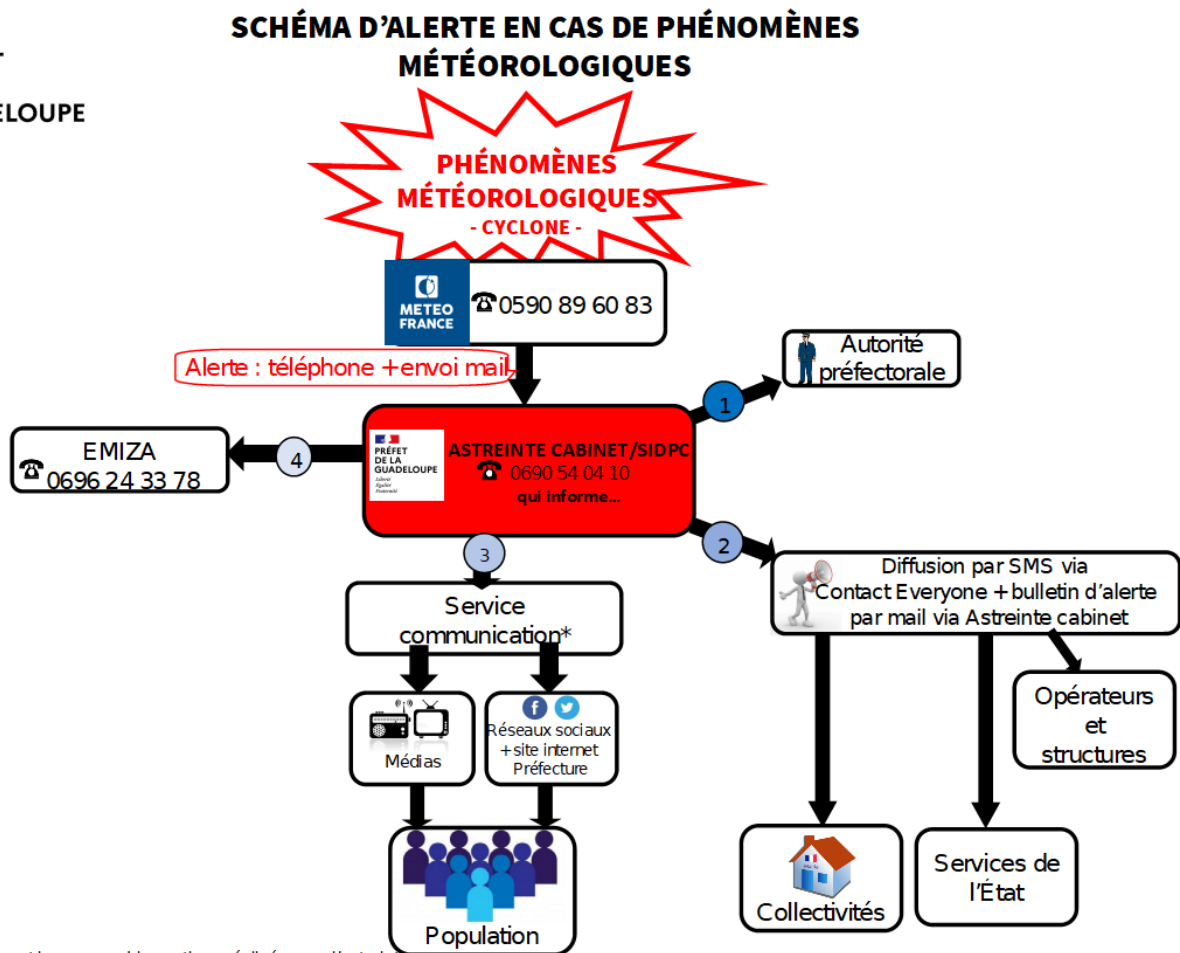 SCHÉMA D'ALERTE EN CAS DE PHÉNOMÈNES
MÉTÉOROLOGIQUES
ELOUPE
PHÉNOMÈNES
MÉTÉOROLOGIQUES
- CYCLONE -
METEO
FRANCE
0590 89 60 83
Alerte : téléphone + envoi mail
1
Autorité
préfectorale
EMIZA
0696 24 33 78
4
PRÉFET
DE LA
GUADELOUPE
Liberté
Égalité
Fraternité
ASTREINTE CABINET/SIDPC
0690 54 04 10
qui informe...
2
3
Diffusion par SMS via
Contact Everyone + bulletin d'alerte
par mail via Astreinte cabinet
Service
communication*
Médias
Réseaux sociaux
+ site internet
Préfecture
Opérateurs
et
structures
Population
Collectivités
Services de
l'État